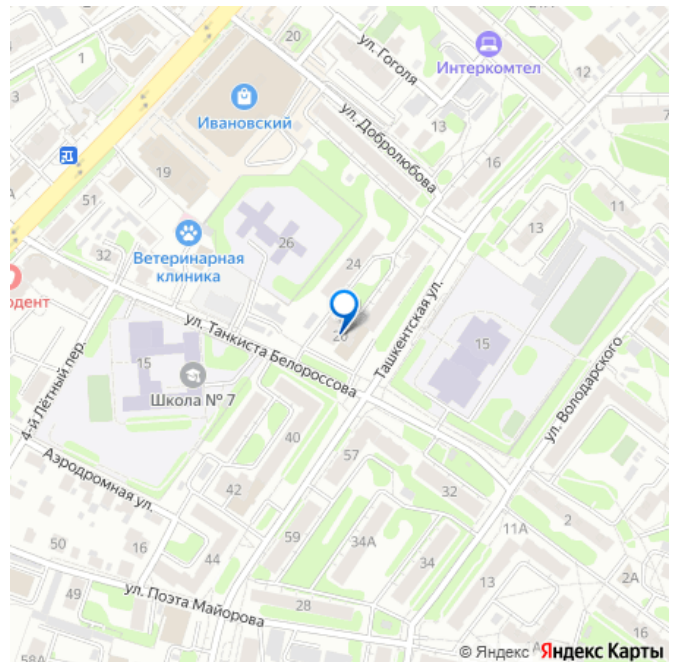 20
ул. Гоголя
Интеркомтел
1
12
Ивановский
ул. Добролюбова
13
7
16
19
51
13
11
26
32
Ветеринарная
клиника
24
дент
ул. Танкиста Белороссова
Ташкентская ул.
15
15
ул. Володарского
4-й Лётный пер.
Школа № 7
40
57
Аэродромная ул.
42
32
2
11А
50
16
44
59
34А
34
13
2А
49
ул. Поэта Майорова
28
16
58А
© Яндекс Яндекс Карты